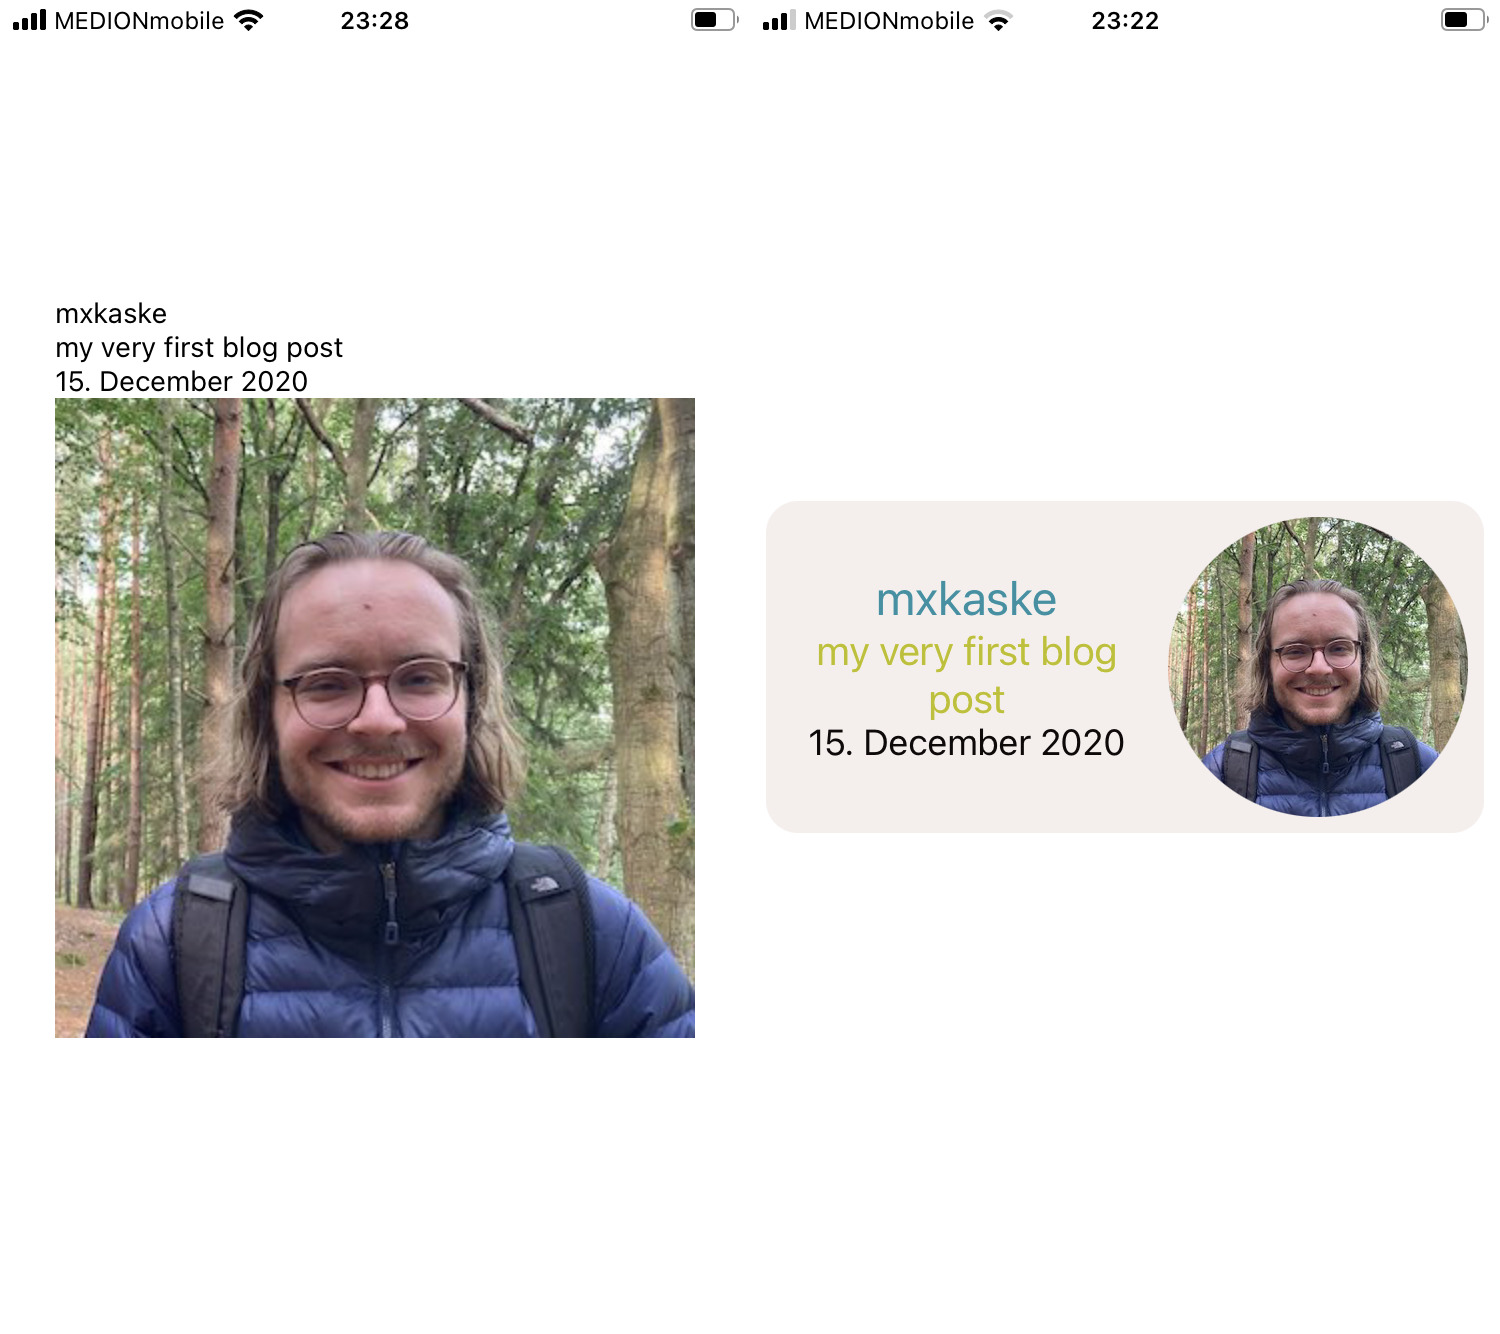 MEDIONmobile 23:28
mxkaske
my very first blog post
15. December 2020
MEDIONmobile 23:22
mxkaske
my very first blog
post
15. December 2020